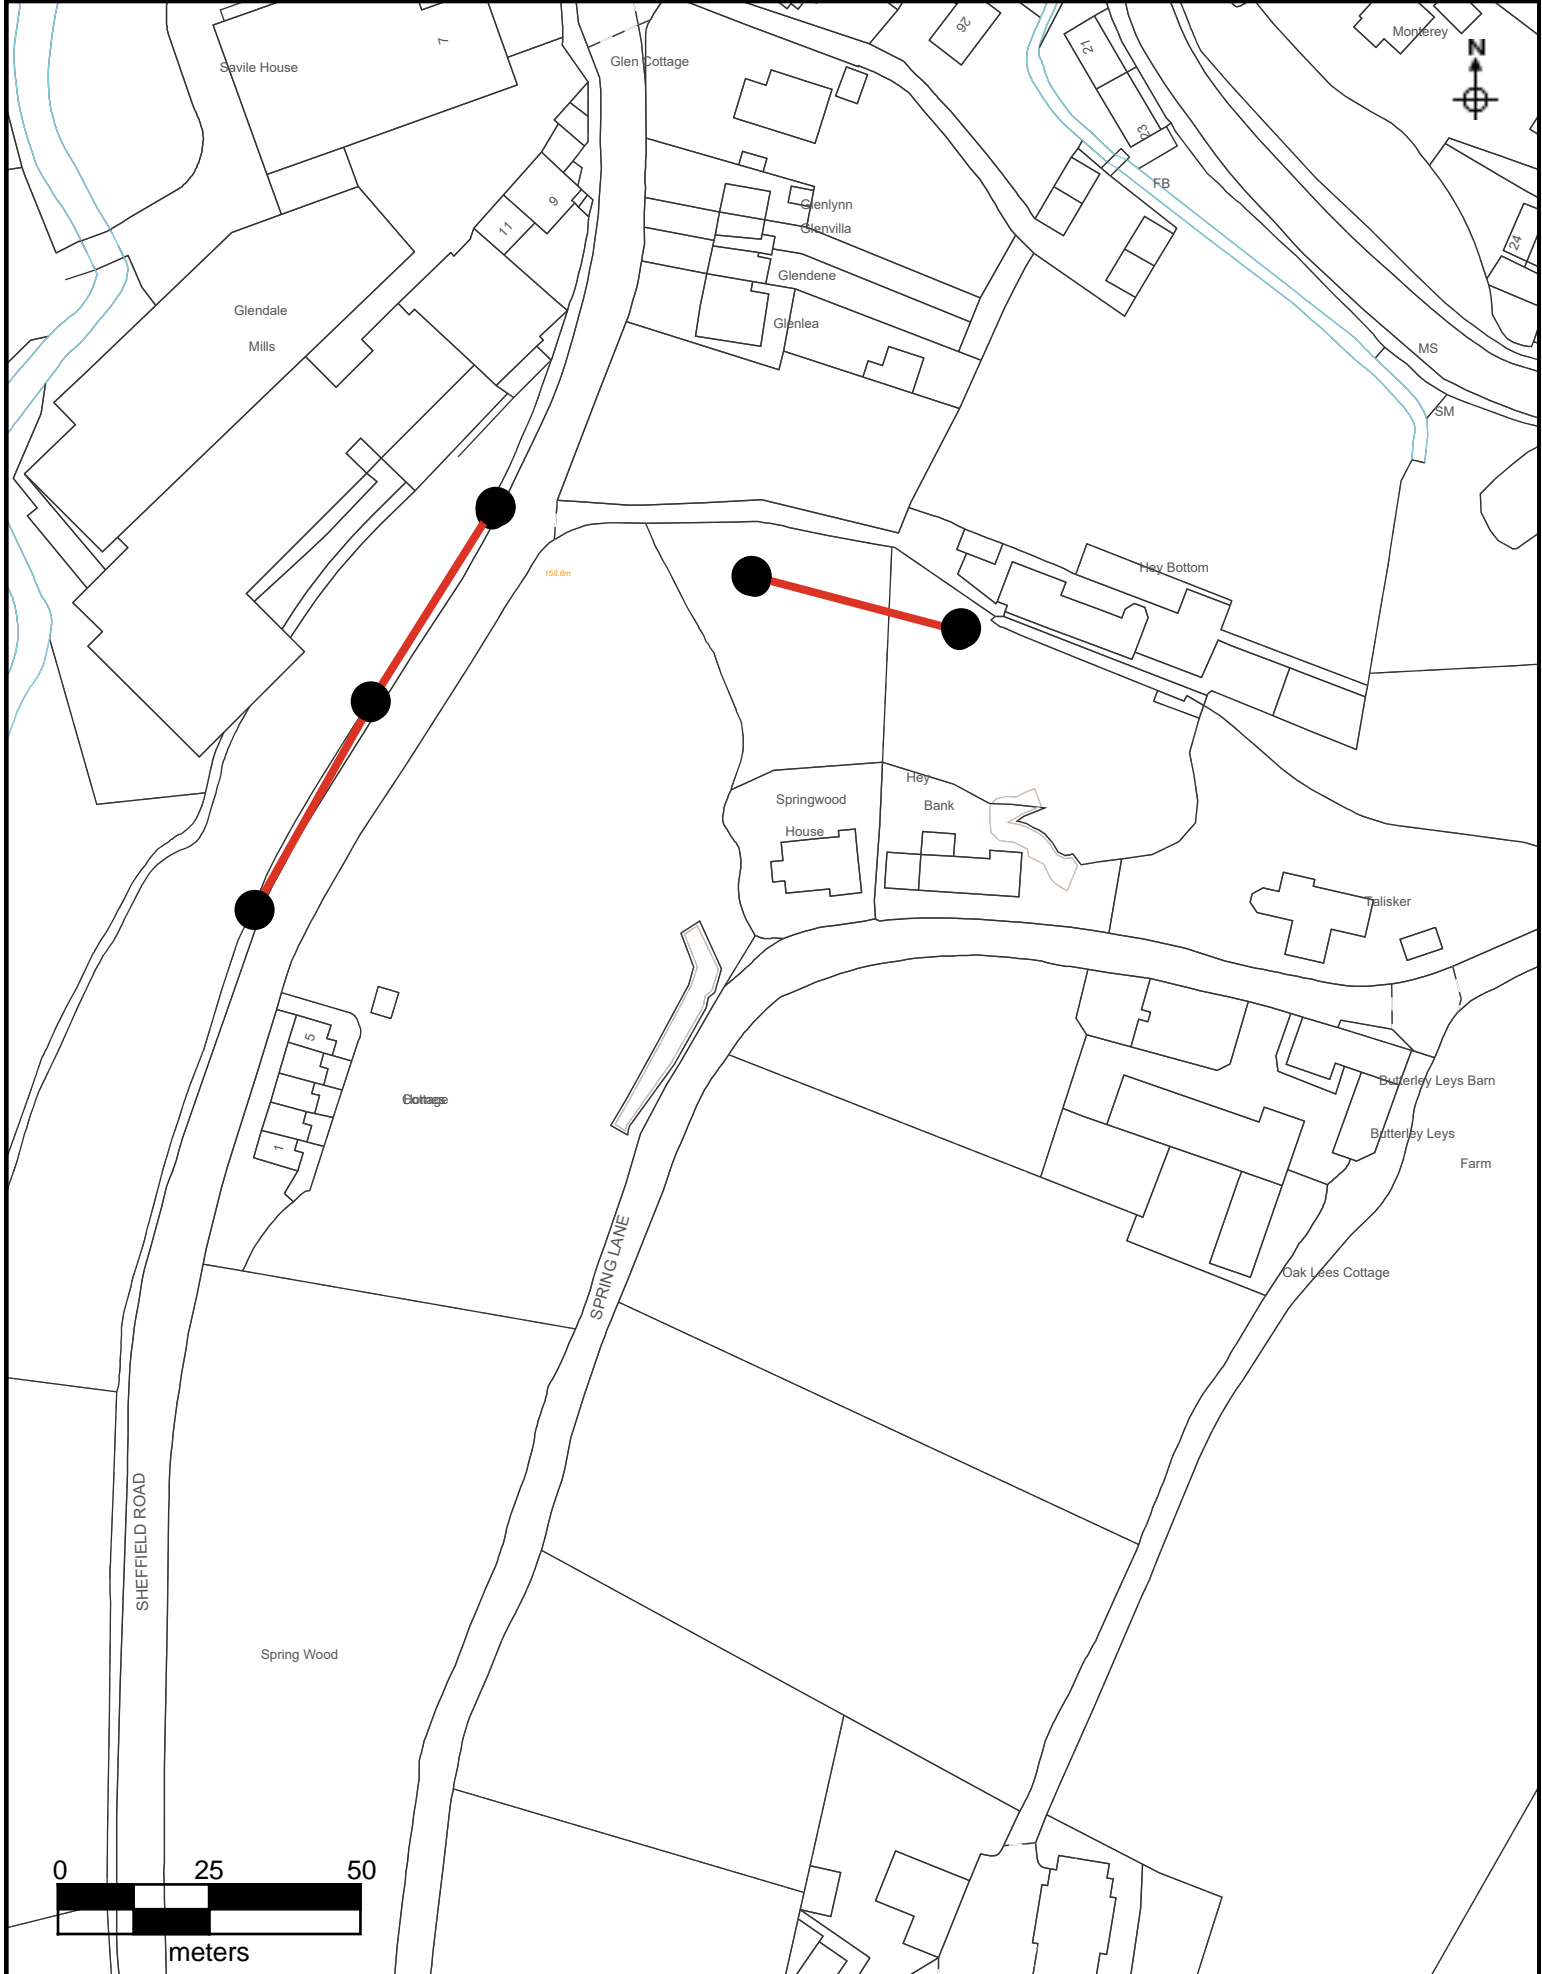 Savile House
7
Glen Cottage
26
21
Monterey
N
23
FB
9
11
Glenlynn
Glenvilla
24
Glendene
Glendale
Glenlea
Mills
MS
SM
Hey Bottom
158.8m
Hey
Springwood
Bank
House
Talisker
5
Butterley Leys Barn
Cottage
1
Butterley Leys
Farm
SPRING LANE
Oak Lees Cottage
SHEFFIELD ROAD
Spring Wood
0 25 50
meters